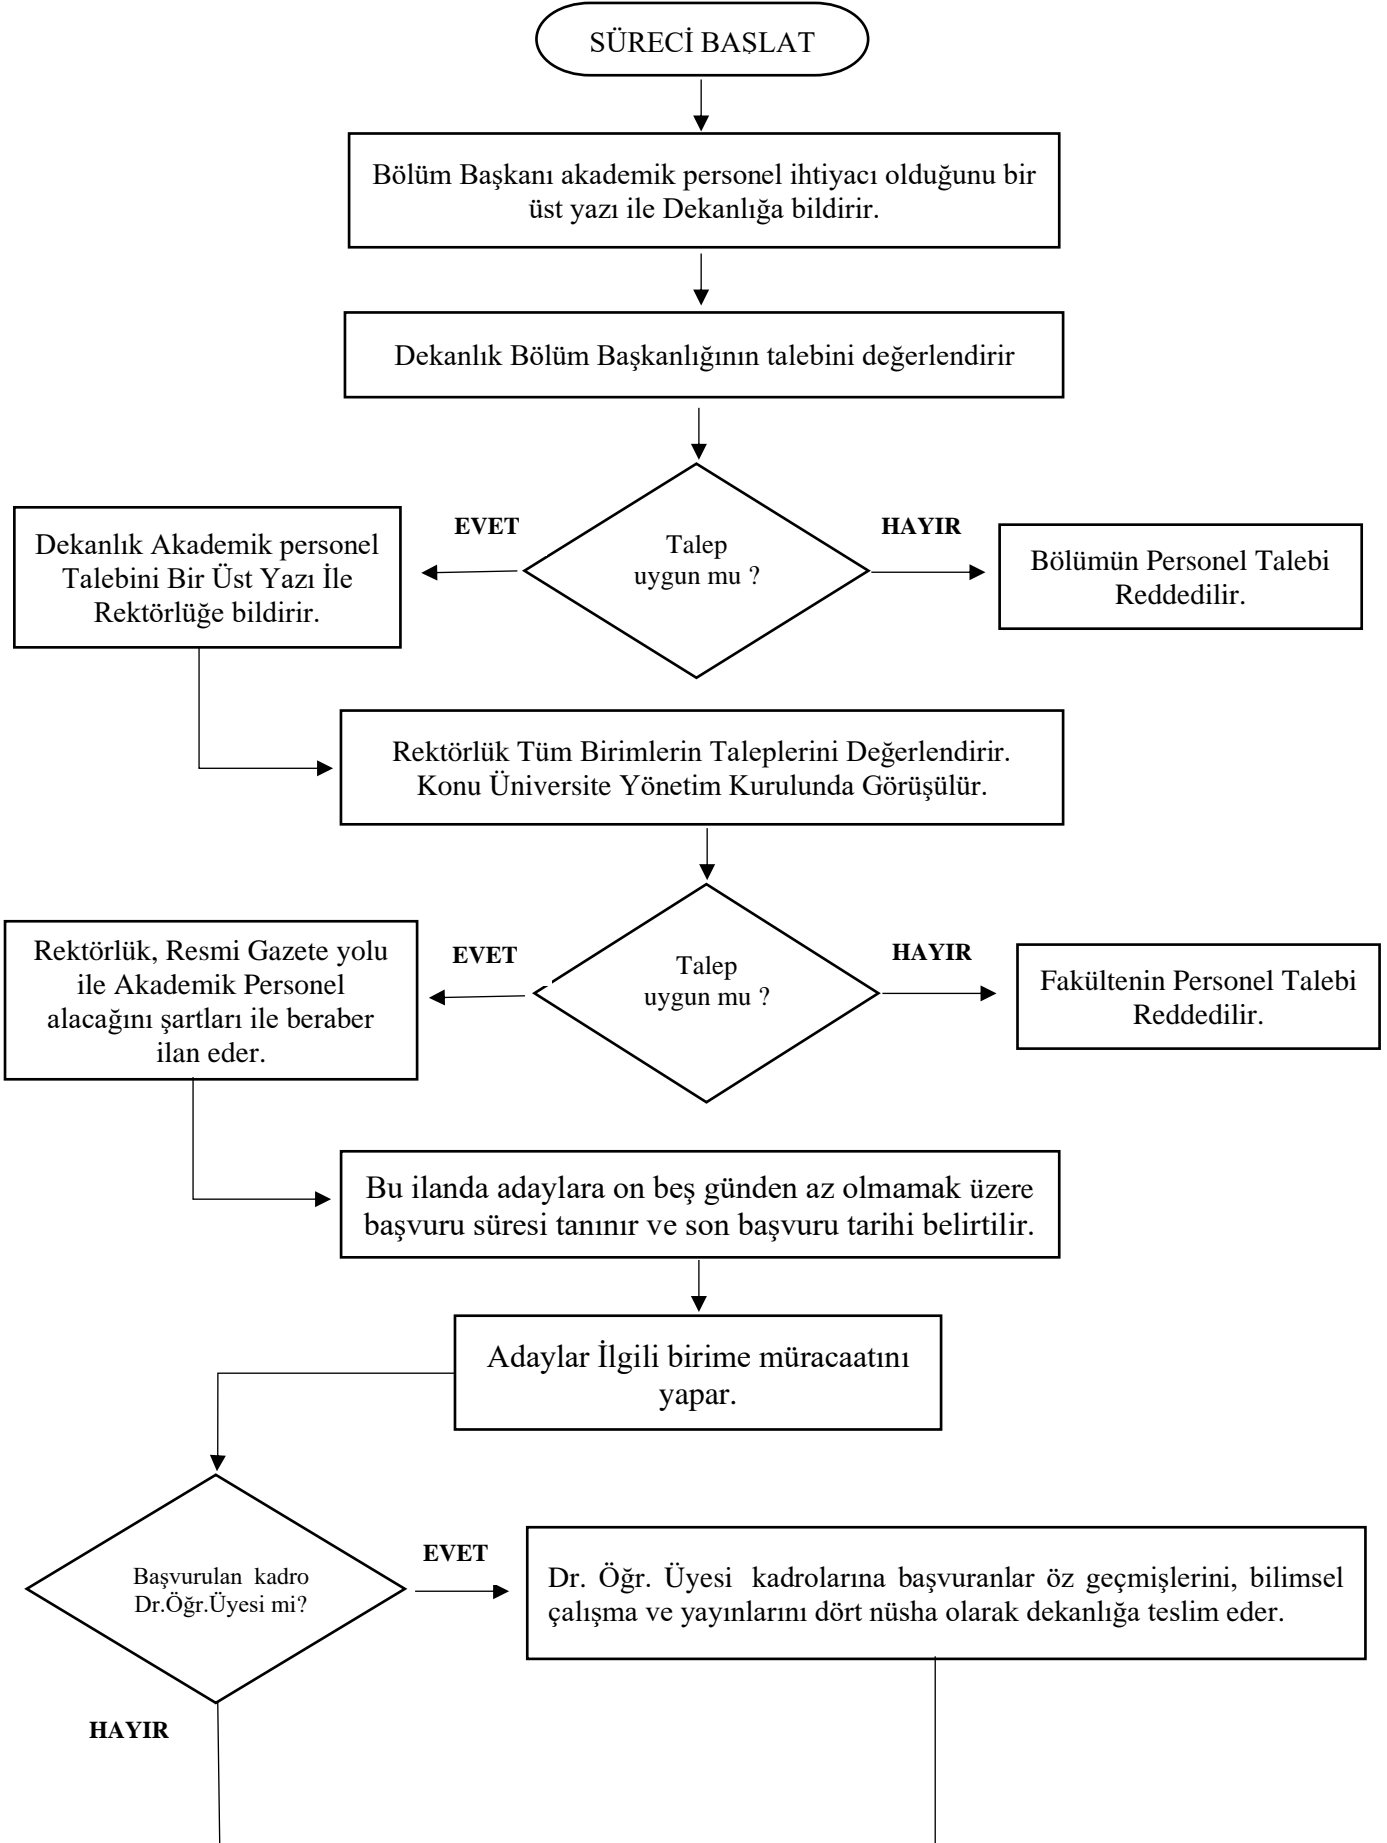 SÜRECİ BAŞLAT
Bölüm Başkanı akademik personel ihtiyacı olduğunu bir
üst yazı ile Dekanlığa bildirir.
Dekanlık Bölüm Başkanlığının talebini değerlendirir
EVET
HAYIR
Talep
uygun mu ?
Dekanlık Akademik personel
Talebini Bir Üst Yazı İle
Rektörlüğe bildirir.
Bölümün Personel Talebi
Reddedilir.
Rektörlük Tüm Birimlerin Taleplerini Değerlendirir.
Konu Üniversite Yönetim Kurulunda Görüşülür.
EVET
HAYIR
Talep
uygun mu ?
Rektörlük, Resmi Gazete yolu
ile Akademik Personel
alacağını şartları ile beraber
ilan eder.
Fakültenin Personel Talebi
Reddedilir.
Bu ilanda adaylara on beş günden az olmamak üzere
başvuru süresi tanınır ve son başvuru tarihi belirtilir.
Adaylar İlgili birime müracaatını
yapar.
Başvurulan kadro
Dr.Öğr.Üyesi mi?
EVET
Dr. Öğr. Üyesi kadrolarına başvuranlar öz geçmişlerini, bilimsel
çalışma ve yayınlarını dört nüsha olarak dekanlığa teslim eder.
HAYIR